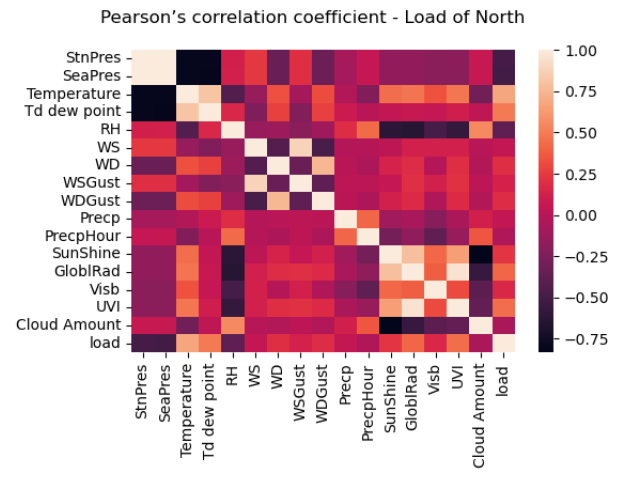 Pearson’s correlation coefficient - Load of North
StnPres
SeaPres
Temperature
Td dew point
RH
WS
WD
WSGust
WDGust
Precp
PrecpHour
SunShine
GloblRad
Visb
UVI
Cloud Amount
load
StnPres
SeaPres
Temperature
Td dew point
RH
WS
WD
WSGust
WDGust
Precp
PrecpHour
SunShine
GloblRad
Visb
UVI
Cloud Amount
load
1.00
0.75
0.50
0.25
0.00
−0.25
−0.50
−0.75